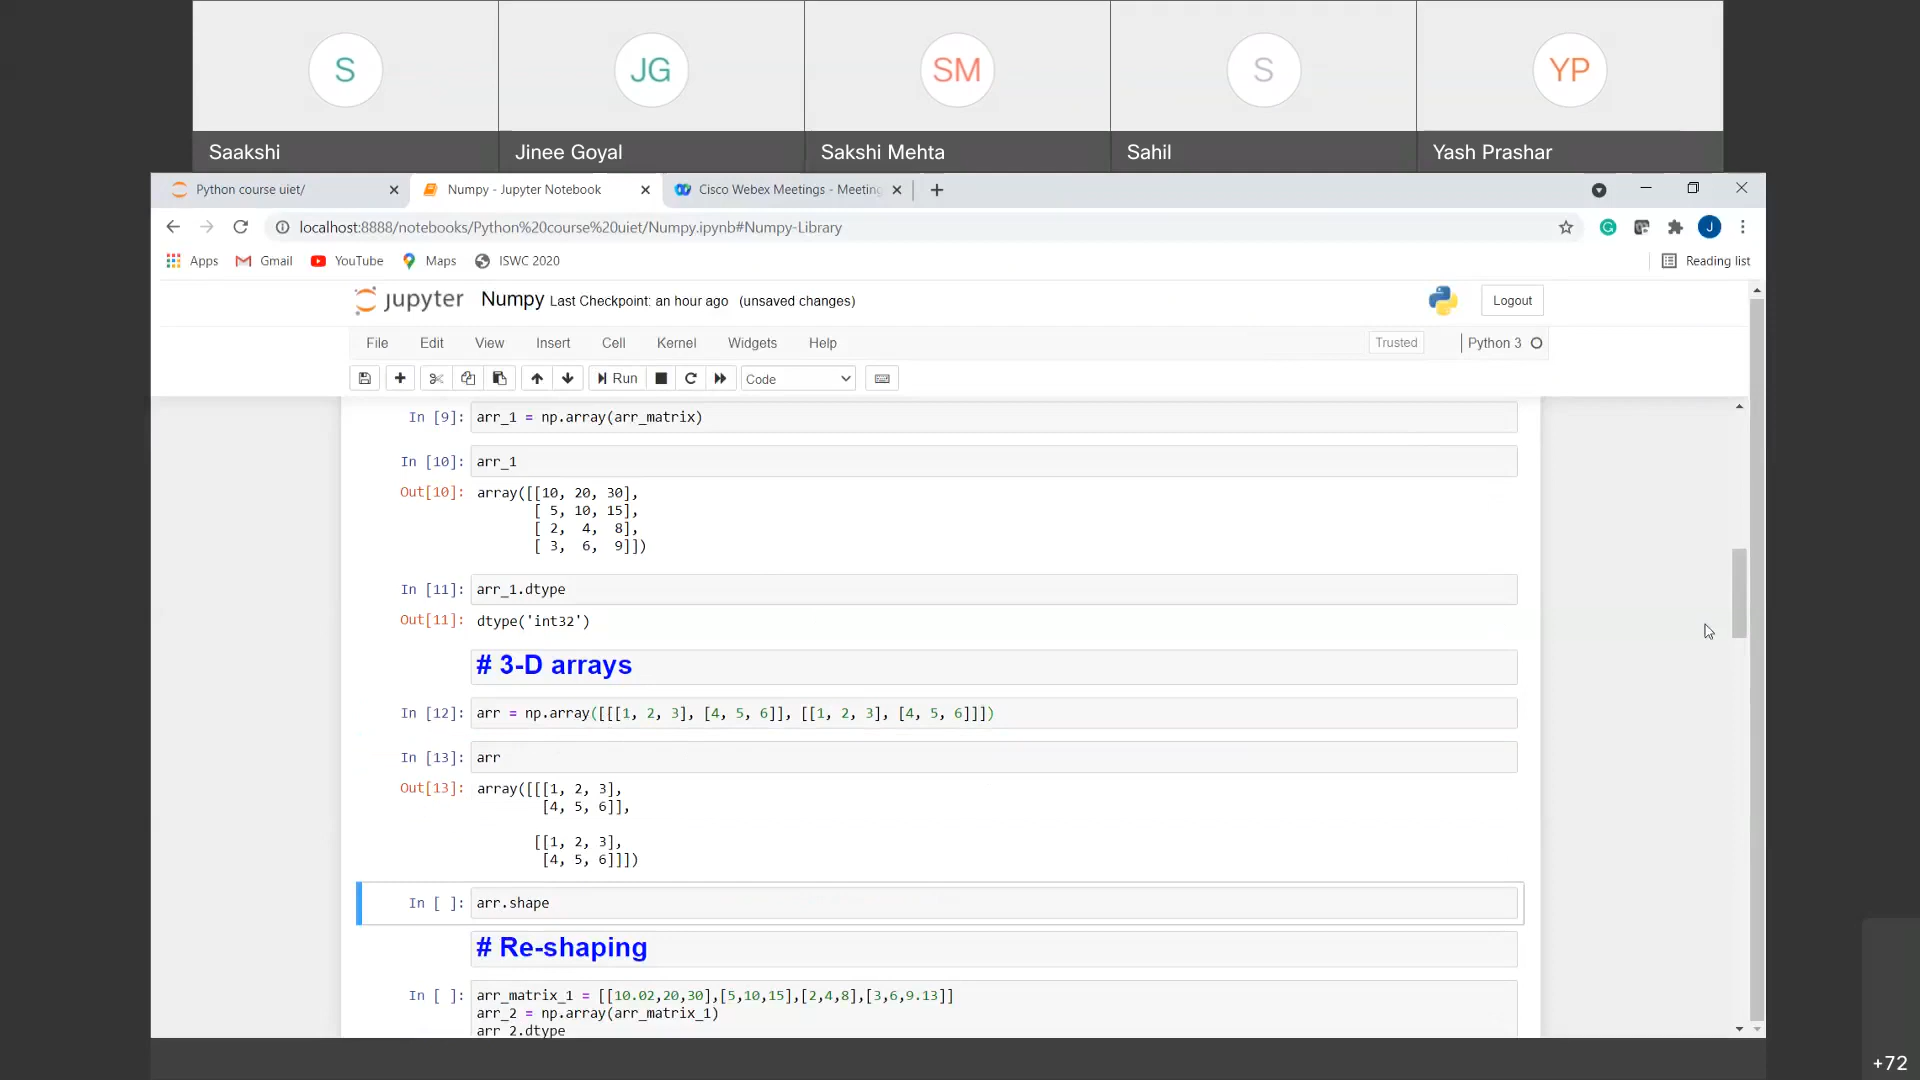 S JG SM S YP
Saakshi Jinee Goyal Sakshi Mehta Sahil Yash Prashar
Python course uiet/ Numpy - Jupyter Notebook Cisco Webex Meetings - Meeting
localhost:8888/notebooks/Python%20course%20uiet/Numpy.ipynb#Numpy-Library J
Apps Gmail YouTube Maps ISWC 2020 Reading list
jupyter Numpy Last Checkpoint: an hour ago (unsaved changes) Logout
File Edit View Insert Cell Kernel Widgets Help Trusted Python 3
Run Code
In [9]: arr_1 = np.array(arr_matrix)
In [10]: arr_1
Out[10]: array([[10, 20, 30],
[ 5, 10, 15],
[ 2, 4, 8],
[ 3, 6, 9]])
In [11]: arr_1.dtype
Out[11]: dtype('int32')
# 3-D arrays
In [12]: arr = np.array([[[1, 2, 3], [4, 5, 6]], [[1, 2, 3], [4, 5, 6]]])
In [13]: arr
Out[13]: array([[[1, 2, 3],
[4, 5, 6]],
[[1, 2, 3],
[4, 5, 6]]])
In [ ]: arr.shape
# Re-shaping
In [ ]: arr_matrix_1 = [[10.02,20,30],[5,10,15],[2,4,8],[3,6,9.13]]
arr_2 = np.array(arr_matrix_1)
arr_2.dtype
+72